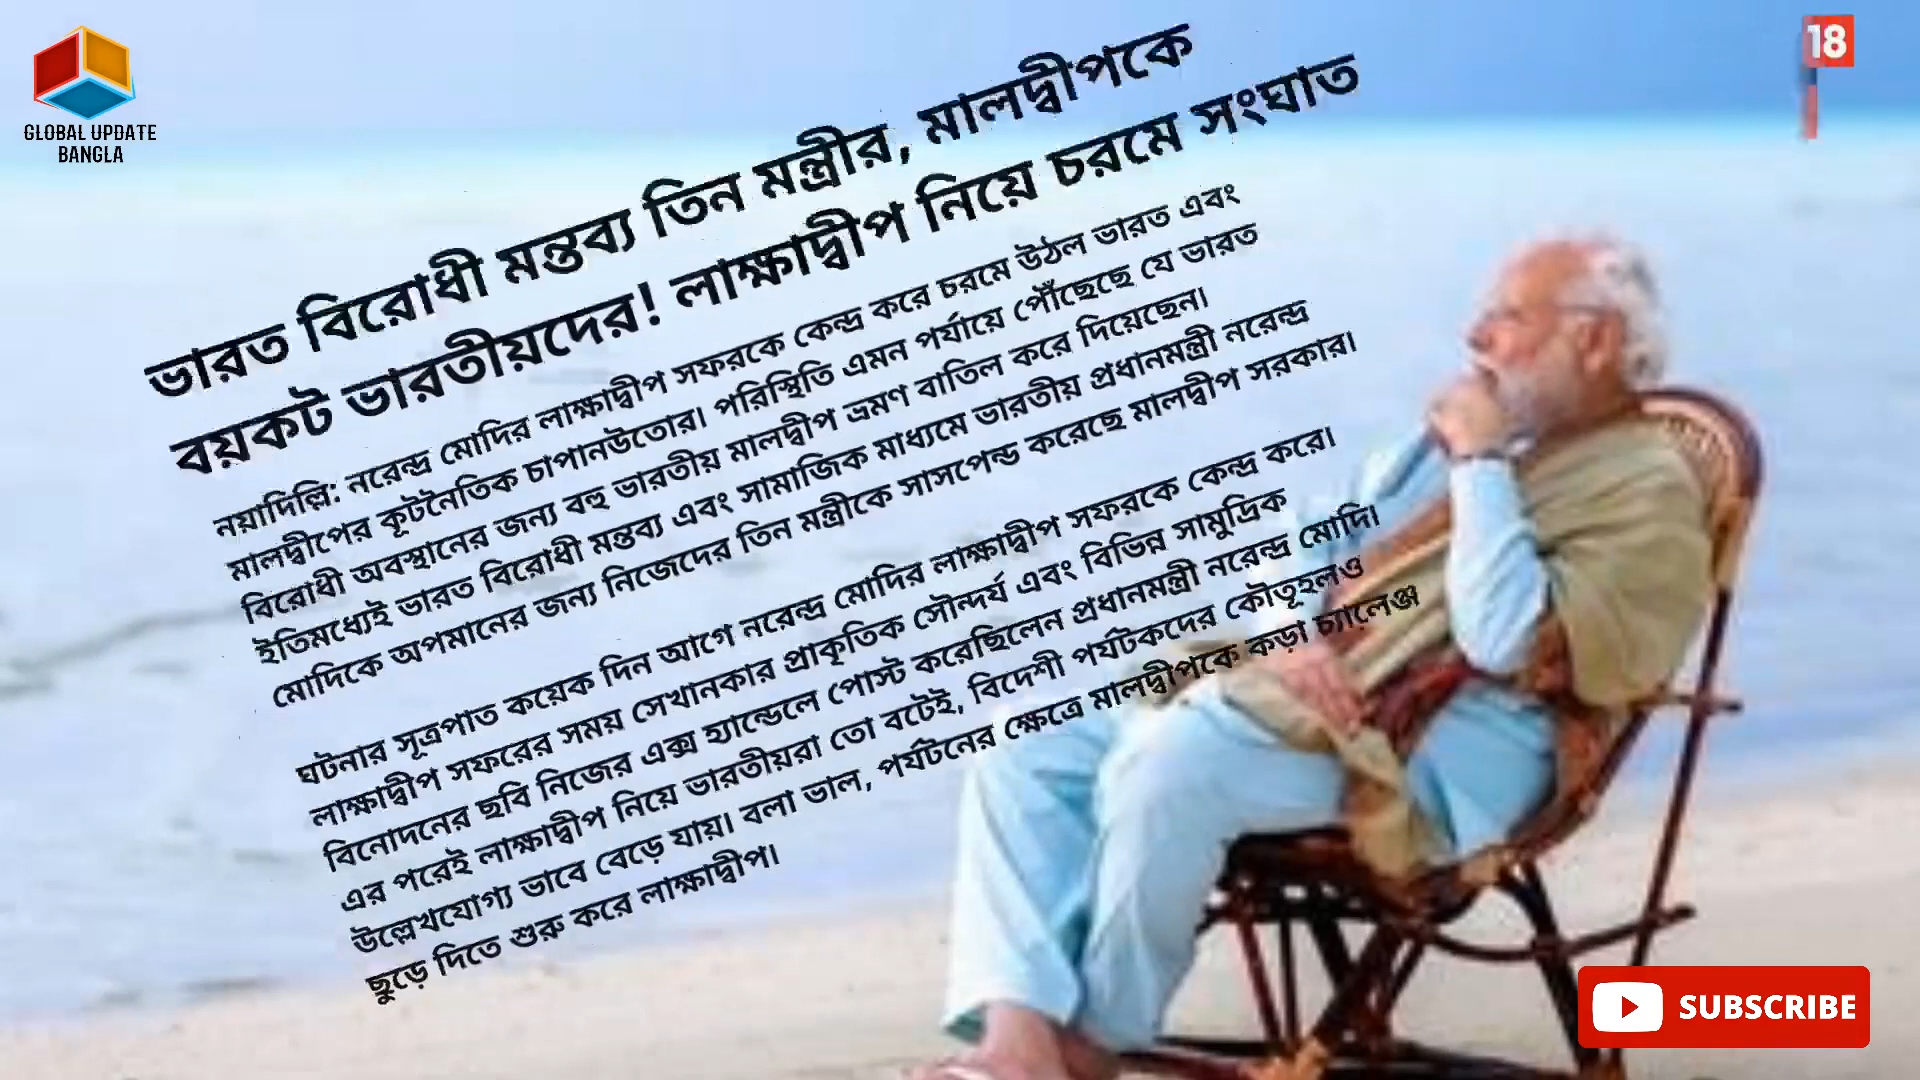 GLOBAL UPDATE
BANGLA
18
ভারত বিরোধী মন্তব্য তিন মন্ত্রীর, মালদ্বীপকে
বয়কট ভারতীয়দের! লাক্ষাদ্বীপ নিয়ে চরমে সংঘাত
নয়াদিল্লি: নরেন্দ্র মোদির লাক্ষাদ্বীপ সফরকে কেন্দ্র করে চরমে উঠল ভারত এবং
মালদ্বীপের কূটনৈতিক চাপানউতোর। পরিস্থিতি এমন পর্যায়ে পৌঁছেছে যে ভারত
বিরোধী অবস্থানের জন্য বহু ভারতীয় মালদ্বীপ ভ্রমণ বাতিল করে দিয়েছেন।
ইতিমধ্যেই ভারত বিরোধী মন্তব্য এবং সামাজিক মাধ্যমে ভারতীয় প্রধানমন্ত্রী নরেন্দ্র
মোদিকে অপমানের জন্য নিজেদের তিন মন্ত্রীকে সাসপেন্ড করেছে মালদ্বীপ সরকার।
ঘটনার সূত্রপাত কয়েক দিন আগে নরেন্দ্র মোদির লাক্ষাদ্বীপ সফরকে কেন্দ্র করে।
লাক্ষাদ্বীপ সফরের সময় সেখানকার প্রাকৃতিক সৌন্দর্য এবং বিভিন্ন সামুদ্রিক
বিনোদনের ছবি নিজের এক্স হ্যান্ডেলে পোস্ট করেছিলেন প্রধানমন্ত্রী নরেন্দ্র মোদি।
এর পরেই লাক্ষাদ্বীপ নিয়ে ভারতীয়রা তো বটেই, বিদেশী পর্যটকদের কৌতূহলও
উল্লেখযোগ্য ভাবে বেড়ে যায়। বলা ভাল, পর্যটনের ক্ষেত্রে মালদ্বীপকে কড়া চ্যালেঞ্জ
ছুড়ে দিতে শুরু করে লাক্ষাদ্বীপ।
SUBSCRIBE